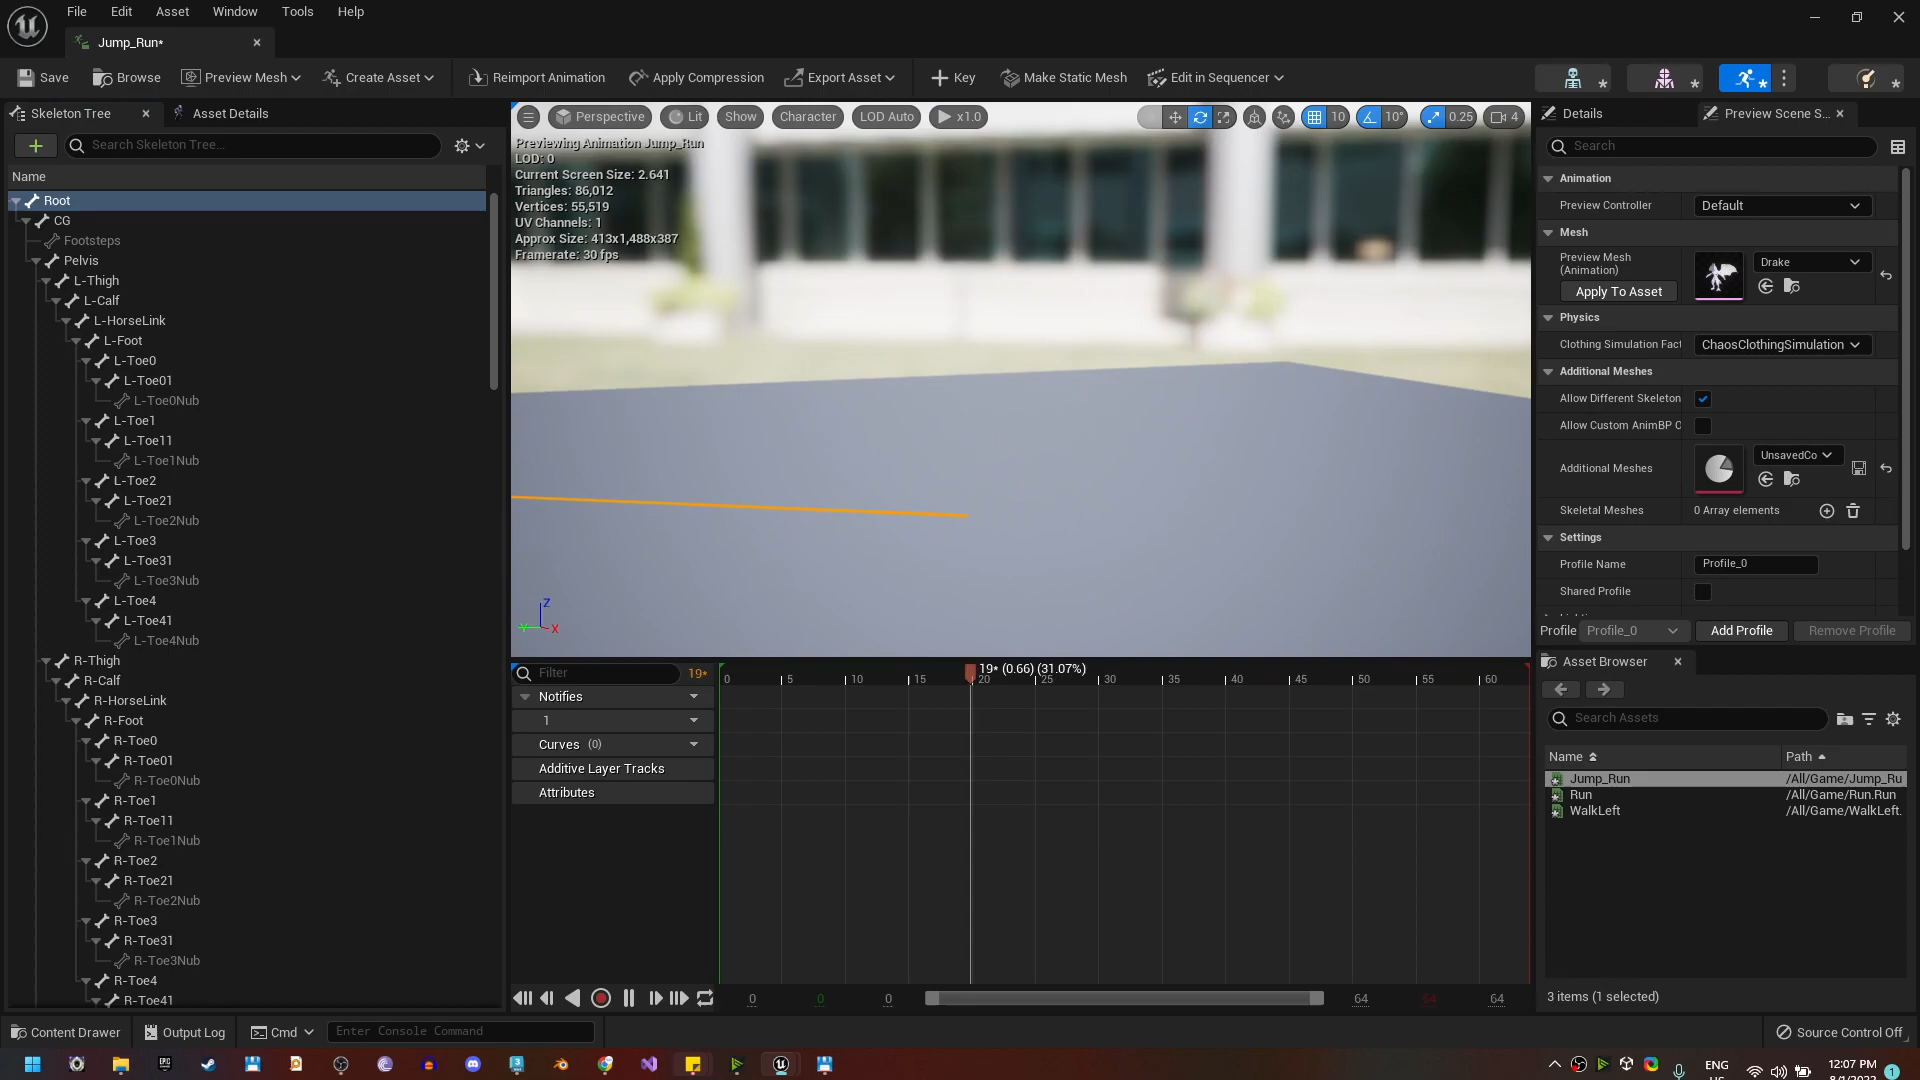 File Edit Asset Window Tools Help
Jump_Run*
Save Browse Preview Mesh Create Asset Reimport Animation Apply Compression Export Asset Key Make Static Mesh Edit in Sequencer
Skeleton Tree Asset Details
Search Skeleton Tree...
Name
Root
CG
Footsteps
Pelvis
L-Thigh
L-Calf
L-HorseLink
L-Foot
L-Toe0
L-Toe01
L-Toe0Nub
L-Toe1
L-Toe11
L-Toe1Nub
L-Toe2
L-Toe21
L-Toe2Nub
L-Toe3
L-Toe31
L-Toe3Nub
L-Toe4
L-Toe41
L-Toe4Nub
R-Thigh
R-Calf
R-HorseLink
R-Foot
R-Toe0
R-Toe01
R-Toe0Nub
R-Toe1
R-Toe11
R-Toe1Nub
R-Toe2
R-Toe21
R-Toe2Nub
R-Toe3
R-Toe31
R-Toe3Nub
R-Toe4
R-Toe41
Perspective Lit Show Character LOD Auto x1.0 10 10° 0.25 4
Previewing Animation Jump_Run
LOD: 0
Current Screen Size: 2.641
Triangles: 86,012
Vertices: 55,519
UV Channels: 1
Approx Size: 413x1,488x387
Framerate: 30 fps
Z
Y X
Filter 19*
19* (0.66) (31.07%)
0 5 10 15 20 25 30 35 40 45 50 55 60
Notifies
1
Curves (0)
Additive Layer Tracks
Attributes
0 0 0 64 64 64
Details Preview Scene S...
Search
Animation
Preview Controller Default
Mesh
Preview Mesh
(Animation)
Drake
Apply To Asset
Physics
Clothing Simulation Fact ChaosClothingSimulation
Additional Meshes
Allow Different Skeleton
Allow Custom AnimBP C
Additional Meshes UnsavedCo
Skeletal Meshes 0 Array elements
Settings
Profile Name Profile_0
Shared Profile
Profile Profile_0 Add Profile Remove Profile
Asset Browser
Search Assets
Name Path
Jump_Run /All/Game/Jump_Ru
Run /All/Game/Run.Run
WalkLeft /All/Game/WalkLeft.
3 items (1 selected)
Content Drawer Output Log Cmd Enter Console Command Source Control Off
ENG 12:07 PM
1